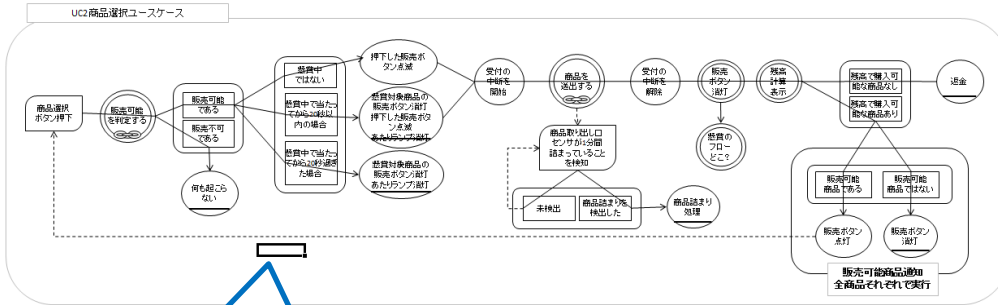 UC2商品選択ユースケース
商品選択
ボタン押下
販売可能
を判定する
販売可能
である
販売不可
である
何も起こら
ない
懸賞中
ではない
懸賞中で当たっ
てから20秒以
内の場合
懸賞中で当たっ
てから20秒過ぎ
た場合
押下した販売ボ
タン点滅
懸賞対象商品の
販売ボタン消灯
押下した販売ボタ
ン点滅
あたりランプ消灯
懸賞対象商品の
販売ボタン消灯
あたりランプ消灯
受付の
中断を
開始
商品を
送出する
商品取り出し口
センサが1分間
詰まっていること
を検知
未検出
商品詰まりを
検出した
商品詰まり
処理
受付の
中断を
解除
販売
ボタン
消灯
懸賞の
フロー
どこ?
残高
計算
表示
残高で購入可
能な商品なし
残高で購入可
能な商品あり
返金
販売可能
商品である
販売可能
商品ではない
販売ボタン
点灯
販売ボタン
消灯
販売可能商品通知
全商品それぞれで実行